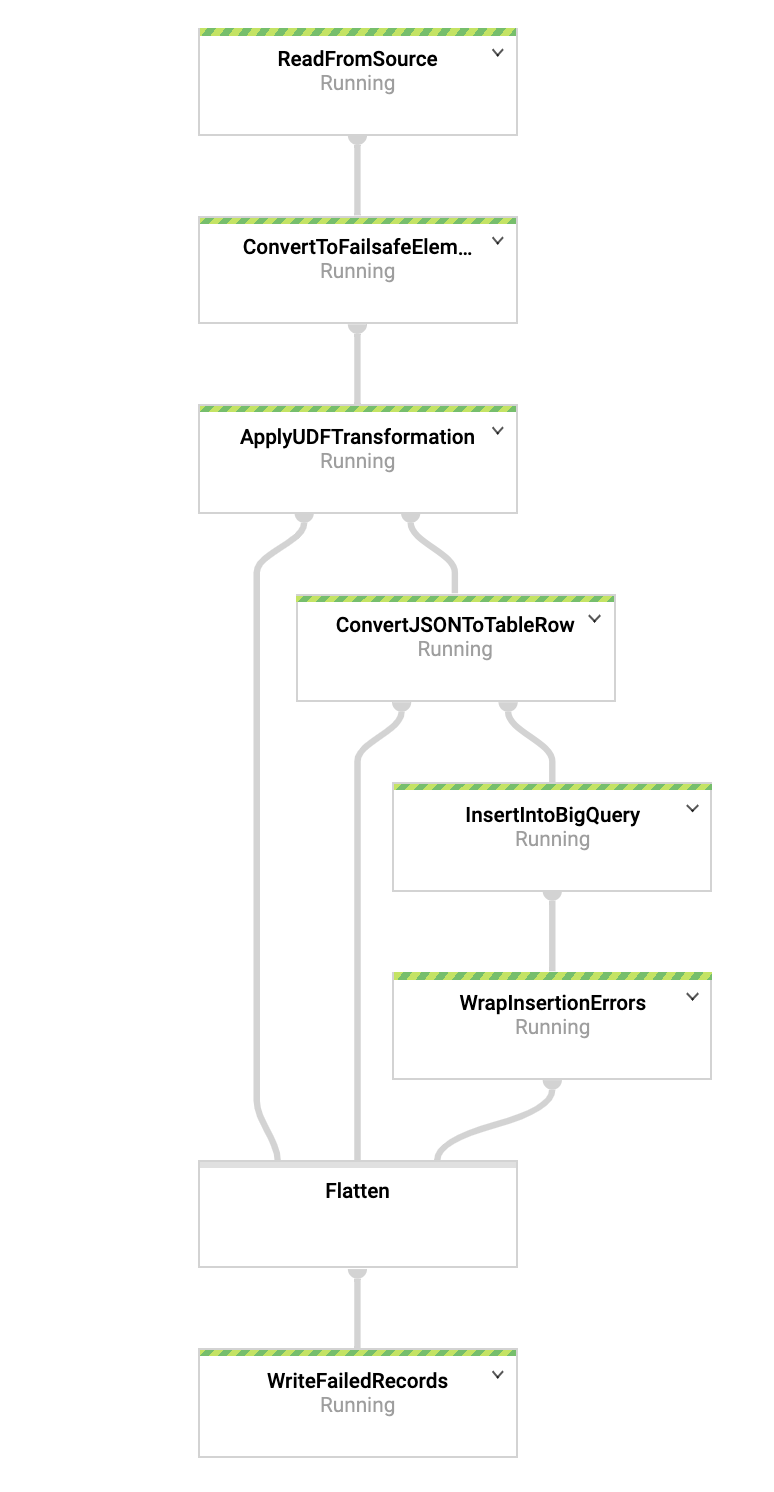 ReadFromSource
Running
ConvertToFailsafeElem...
Running
ApplyUDFTransformation
Running
ConvertJSONToTableRow
Running
InsertIntoBigQuery
Running
WrapInsertionErrors
Running
Flatten
WriteFailedRecords
Running